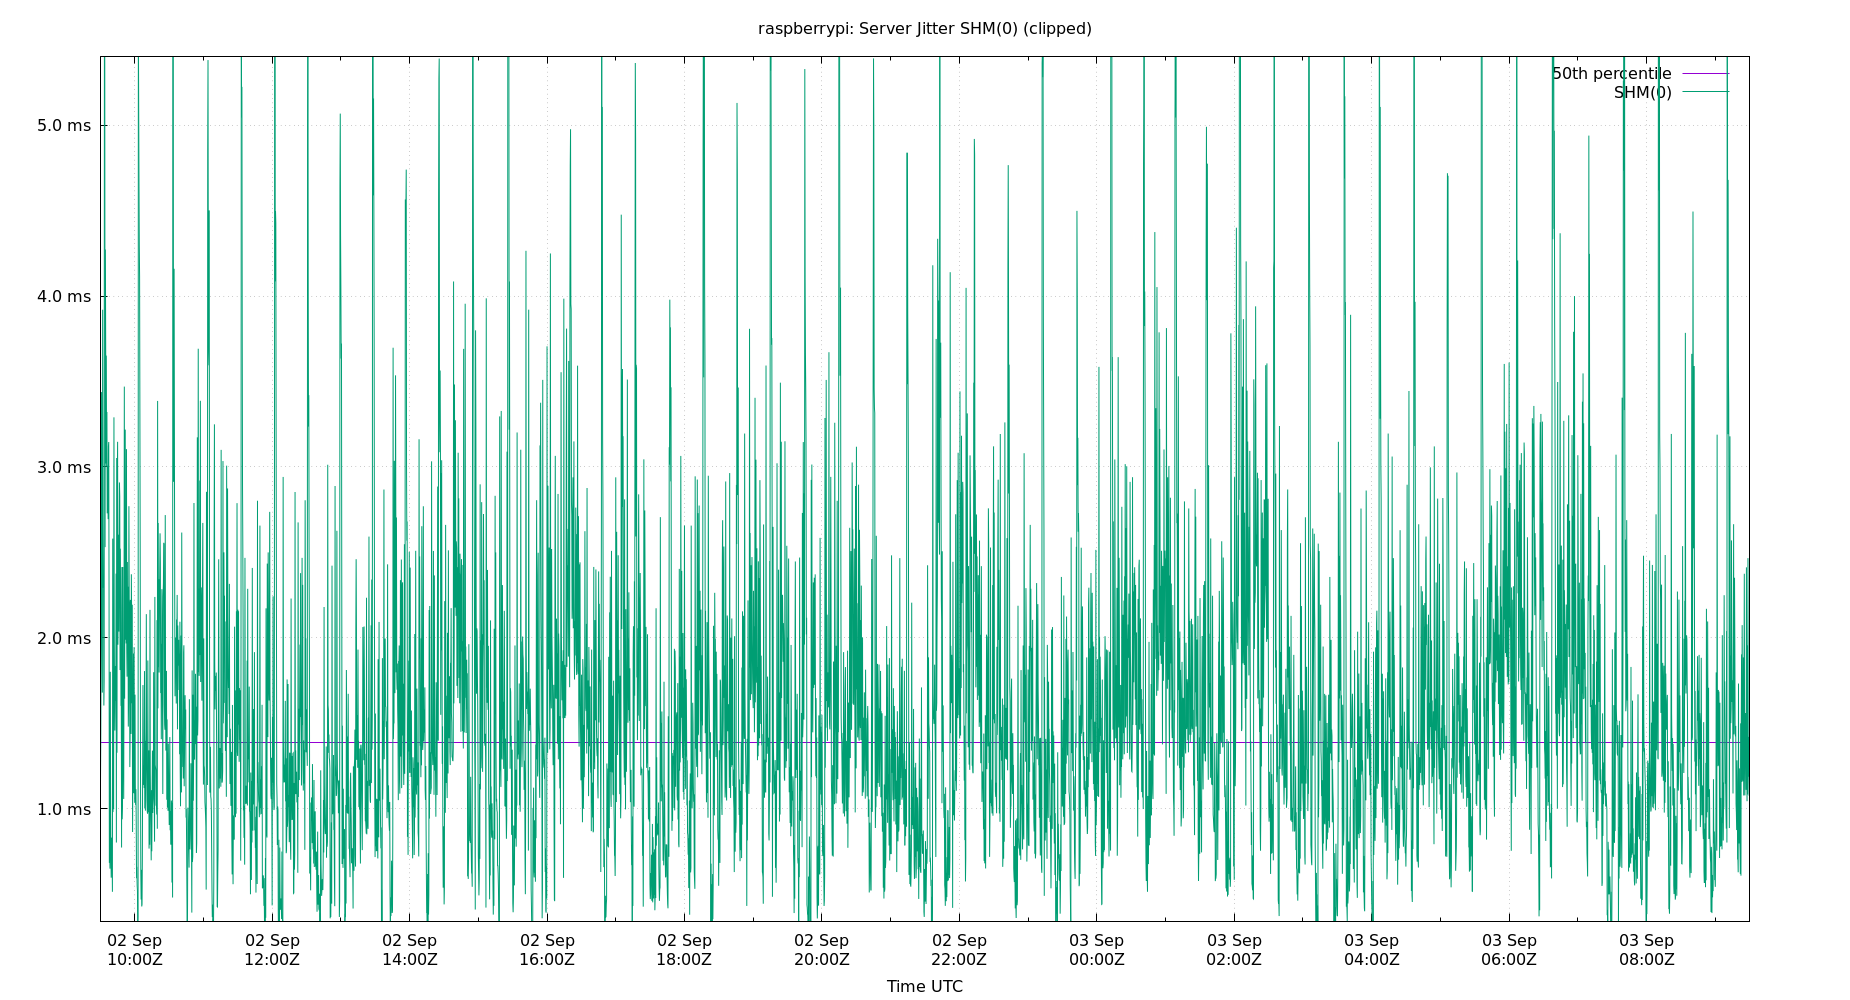 raspberrypi: Server Jitter SHM(0) (clipped)
50th percentile
SHM(0)
5.0 ms
4.0 ms
3.0 ms
2.0 ms
1.0 ms
02 Sep 02 Sep 02 Sep 02 Sep 02 Sep 02 Sep 02 Sep 03 Sep 03 Sep 03 Sep 03 Sep 03 Sep
10:00Z 12:00Z 14:00Z 16:00Z 18:00Z 20:00Z 22:00Z 00:00Z 02:00Z 04:00Z 06:00Z 08:00Z
Time UTC